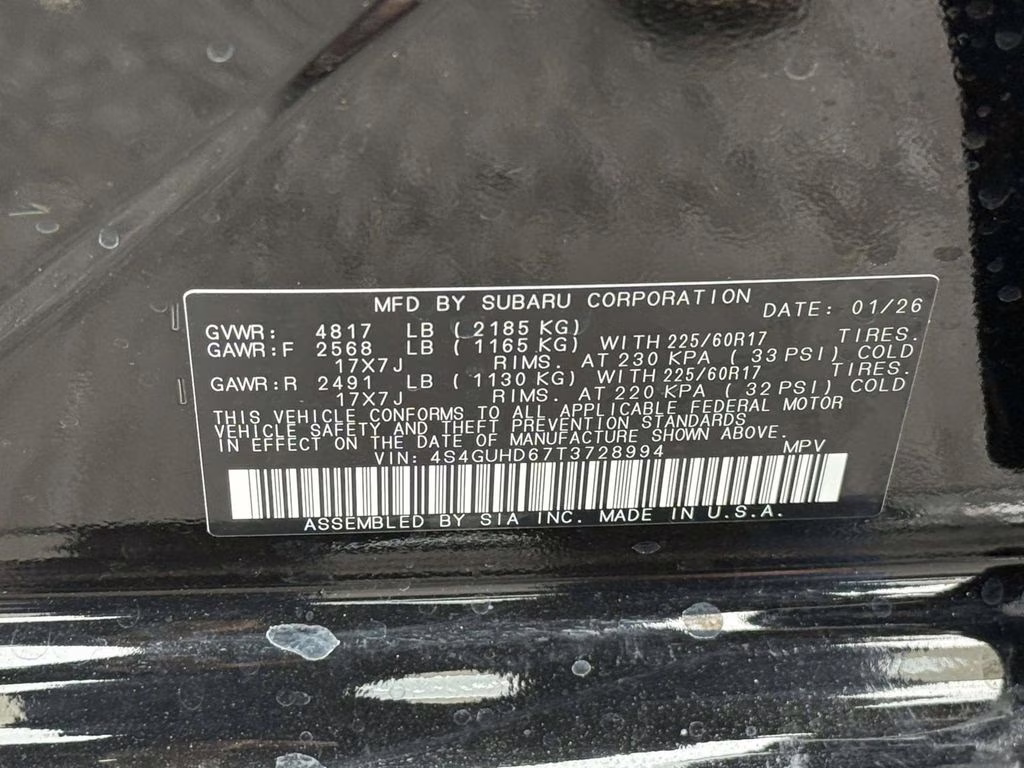 MFD BY SUBARU CORPORATION DATE: 01/26
GVWR: 4817 LB ( 2185 KG)
GAWR:F 2568 LB ( 1165 KG) WITH 225/60R17 TIRES.
17X7J RIMS. AT 230 KPA ( 33 PSI) COLD
GAWR:R 2491 LB ( 1130 KG) WITH 225/60R17 TIRES.
17X7J RIMS. AT 220 KPA ( 32 PSI) COLD
THIS VEHICLE CONFORMS TO ALL APPLICABLE FEDERAL MOTOR
VEHICLE SAFETY AND THEFT PREVENTION STANDARDS
IN EFFECT ON THE DATE OF MANUFACTURE SHOWN ABOVE.
VIN: 4S4GUHD67T3728994 MPV
ASSEMBLED BY SIA INC. MADE IN U.S.A.